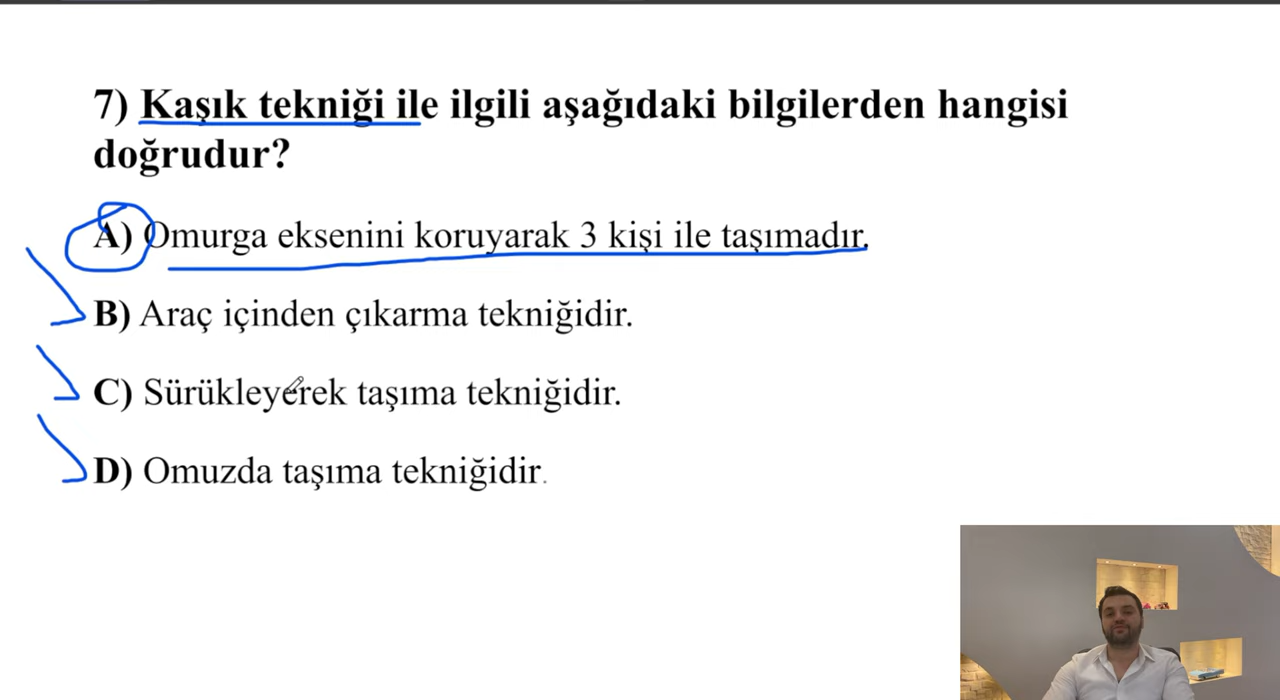 7) Kaşık tekniği ile ilgili aşağıdaki bilgilerden hangisi
doğrudur?
A) Omurga eksenini koruyarak 3 kişi ile taşımadır.
B) Araç içinden çıkarma tekniğidir.
C) Sürükleyerek taşıma tekniğidir.
D) Omuzda taşıma tekniğidir.